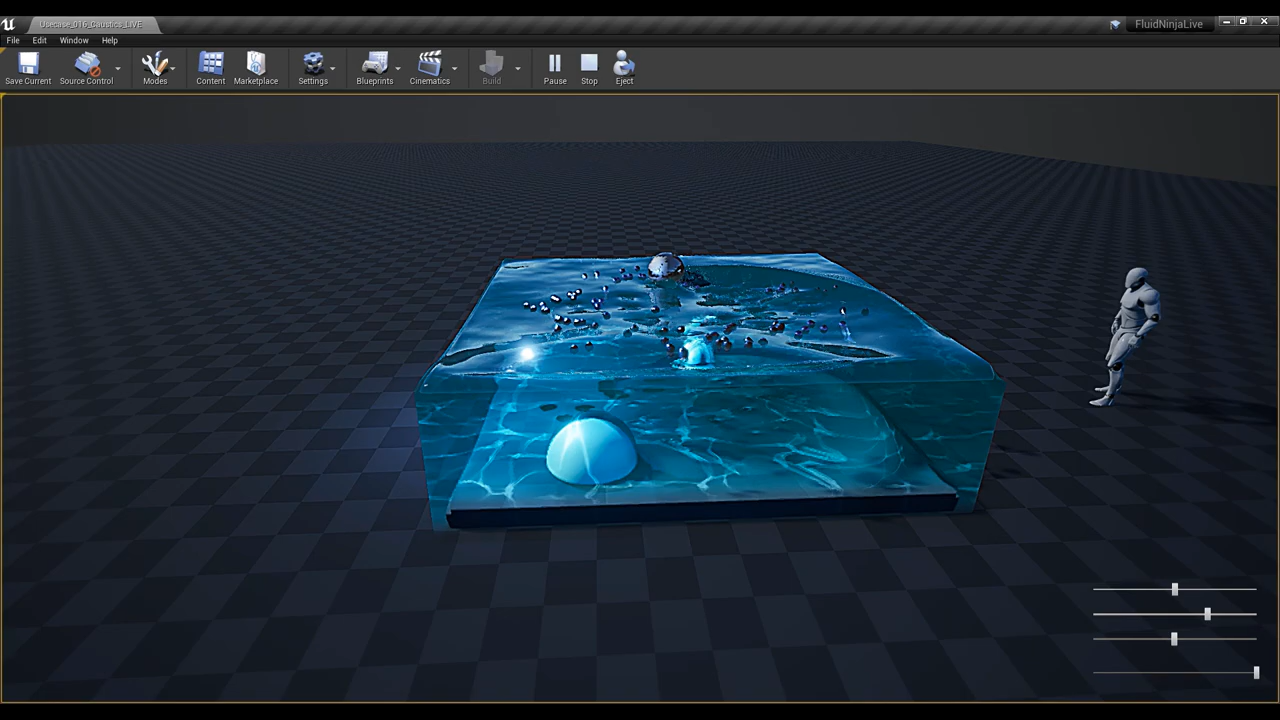 Usecase_016_Caustics_LIVE
FluidNinjaLive
File Edit Window Help
Save Current Source Control Modes Content Marketplace Settings Blueprints Cinematics Build Pause Stop Eject